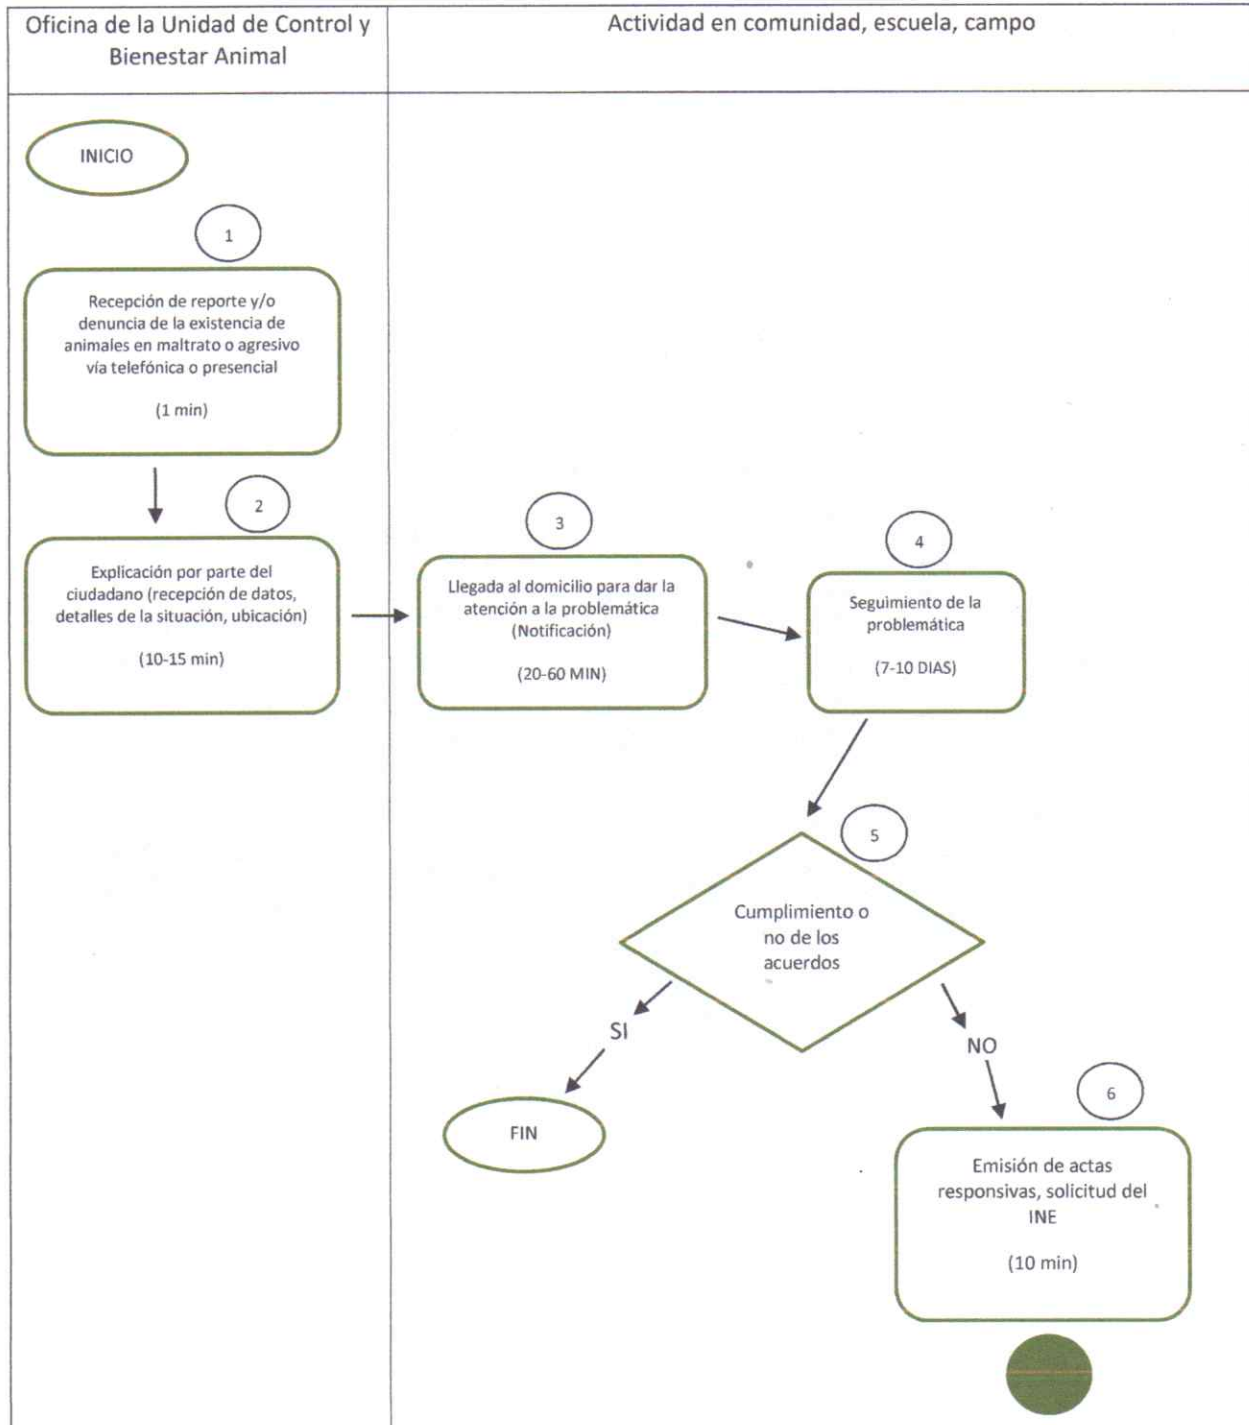 Oficina de la Unidad de Control y
Bienestar Animal
Actividad en comunidad, escuela, campo
INICIO
1
Recepción de reporte y/o
denuncia de la existencia de
animales en maltrato o agresivo
vía telefónica o presencial
(1 min)
2
Explicación por parte del
ciudadano (recepción de datos,
detalles de la situación, ubicación)
(10-15 min)
3
Llegada al domicilio para dar la
atención a la problemática
(Notificación)
(20-60 MIN)
4
Seguimiento de la
problemática
(7-10 DIAS)
5
Cumplimiento o
no de los
acuerdos
SI
NO
FIN
6
Emisión de actas
responsivas, solicitud del
INE
(10 min)